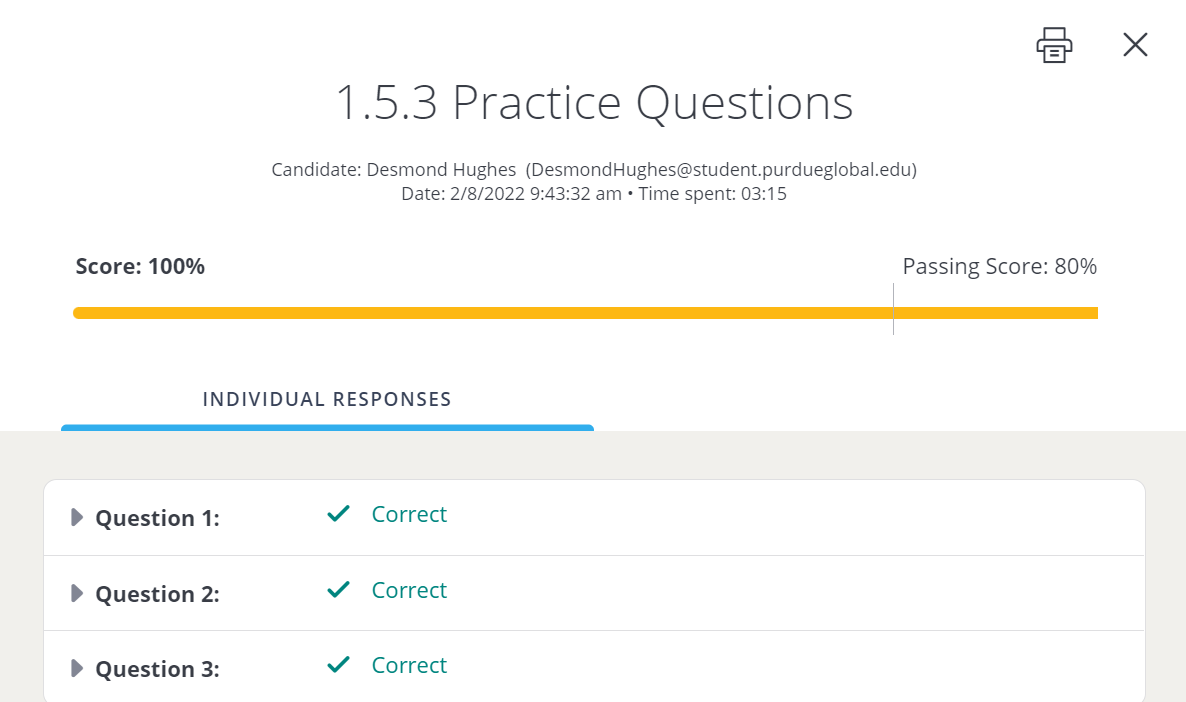 1.5.3 Practice Questions
Candidate: Desmond Hughes (DesmondHughes@student.purdueglobal.edu)
Date: 2/8/2022 9:43:32 am • Time spent: 03:15
Score: 100%
Passing Score: 80%
INDIVIDUAL RESPONSES
Question 1: Correct
Question 2: Correct
Question 3: Correct